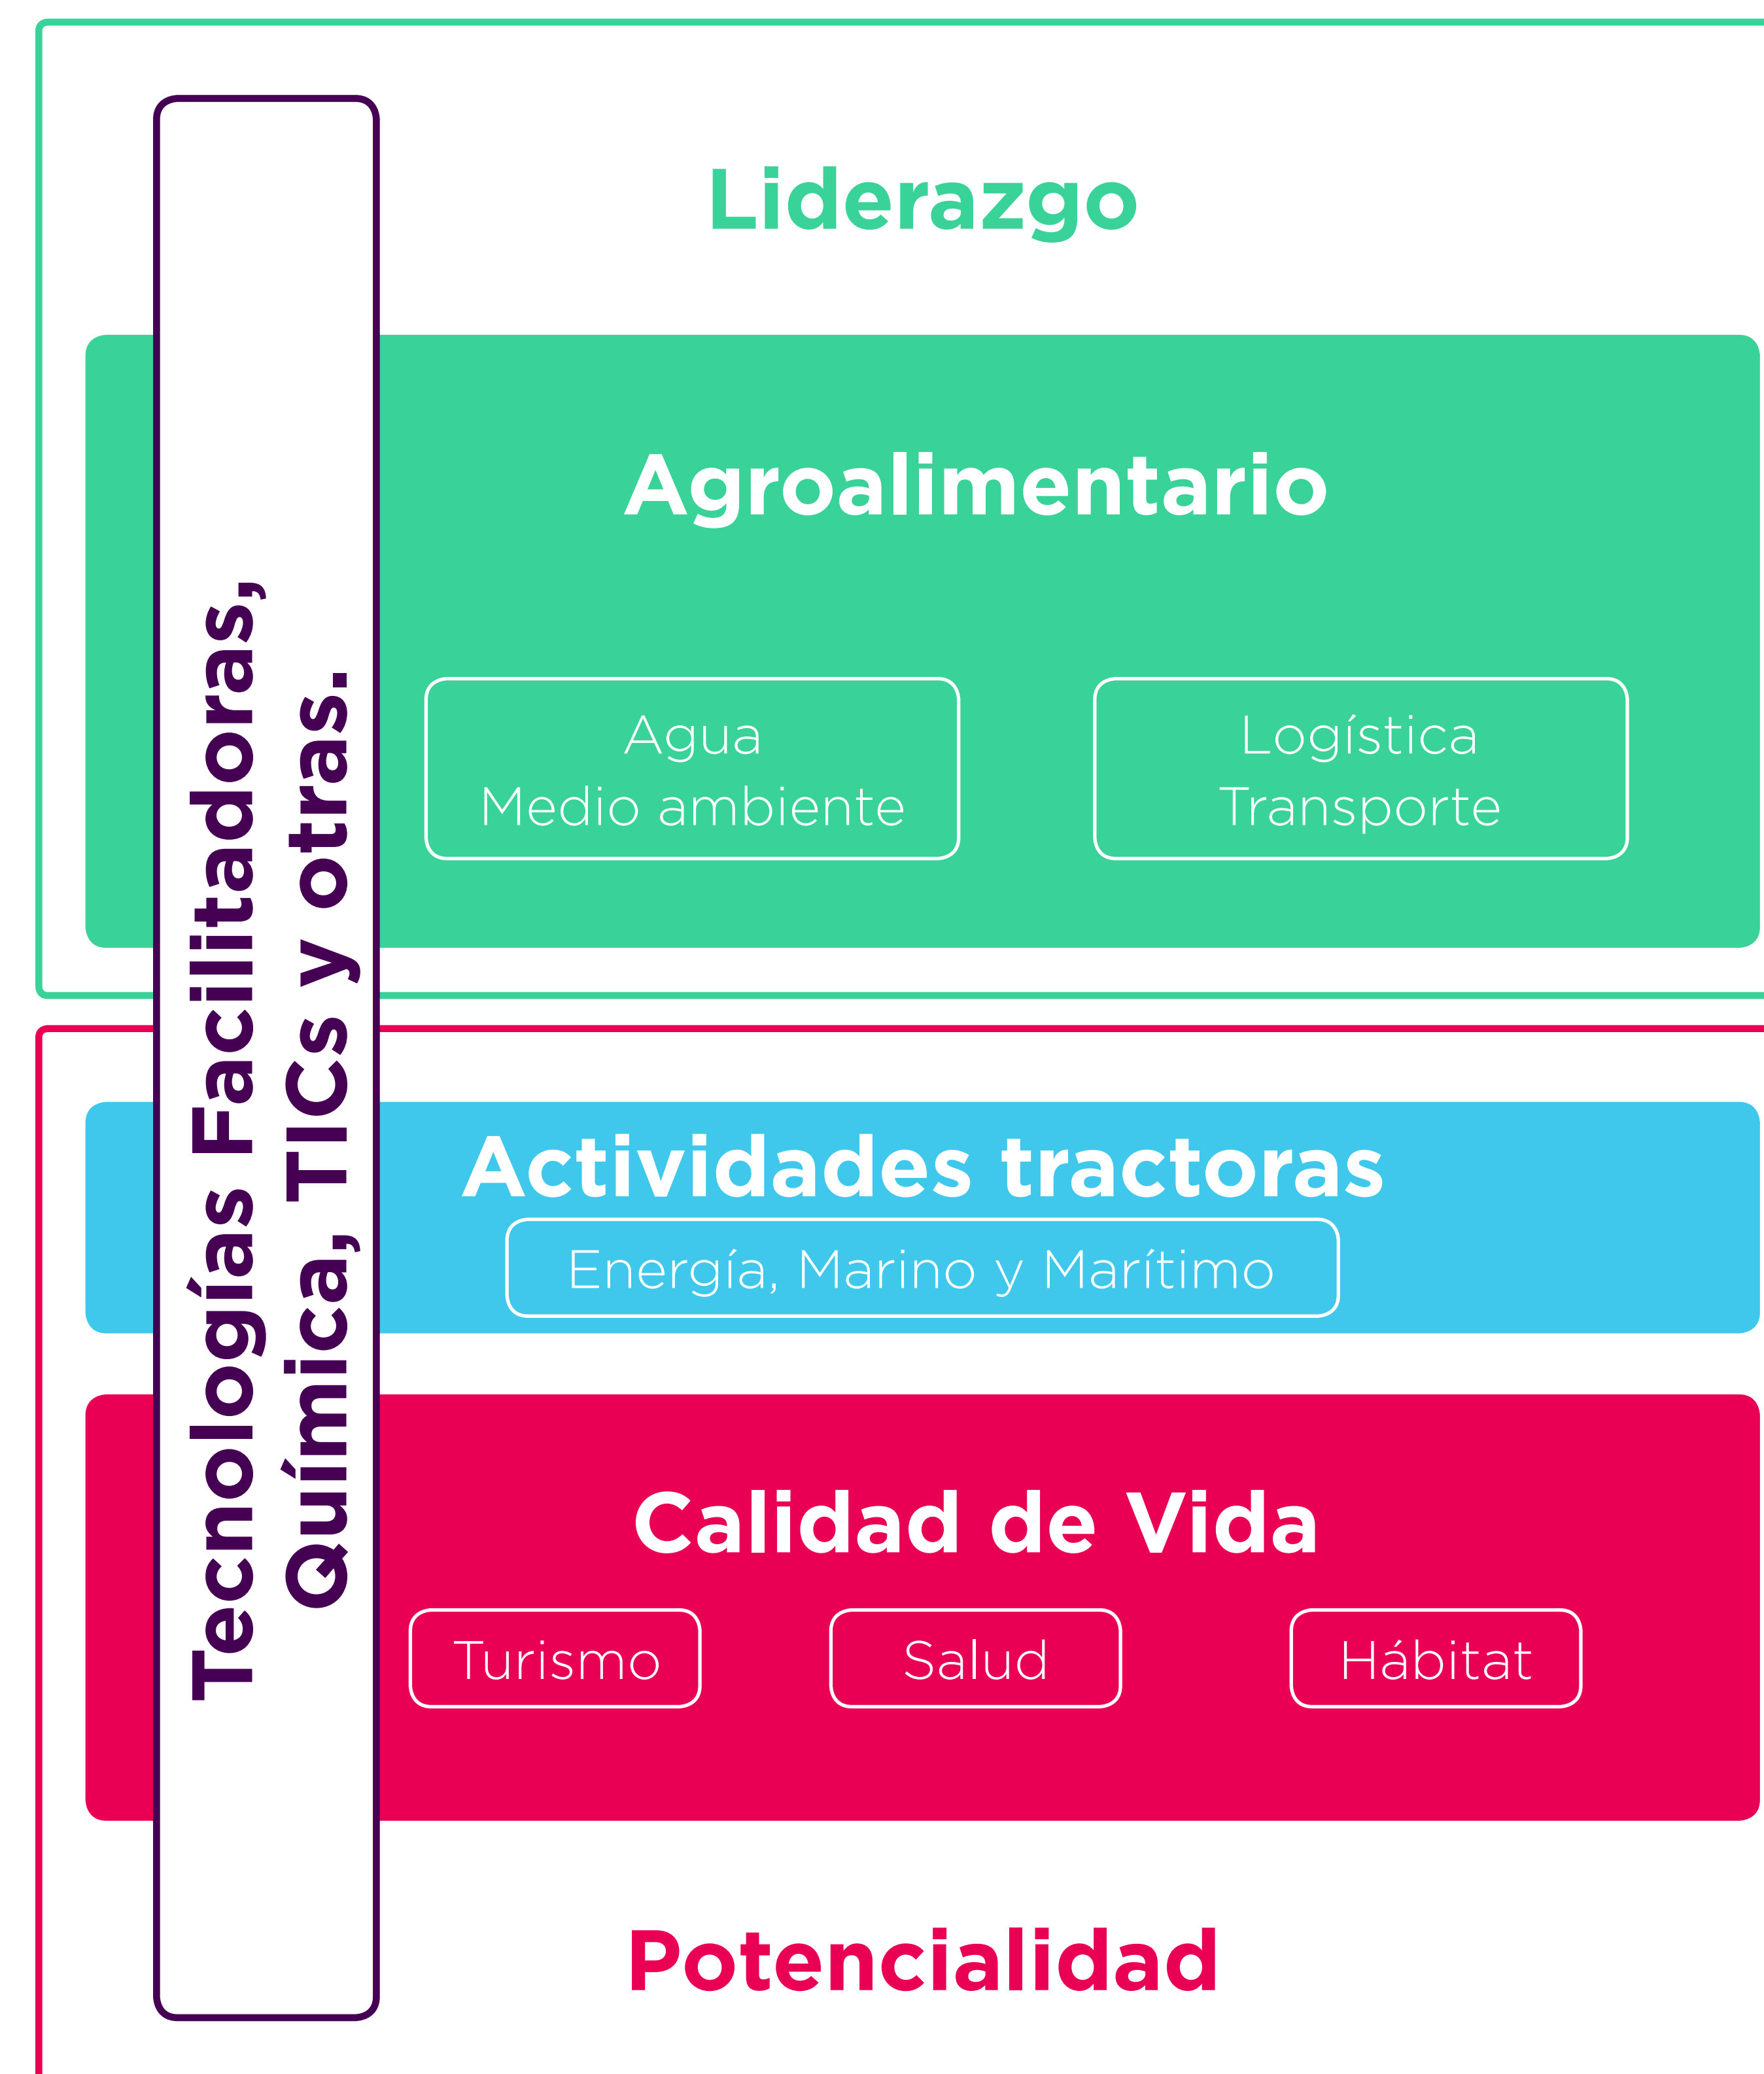 Liderazgo
Agroalimentario
Agua
Medio ambiente
Logística
Transporte
Tecnologías Facilitadoras,
Química, TICs y otras.
Actividades tractoras
Energía, Marino y Marítimo
Calidad de Vida
Turismo
Salud
Hábitat
Potencialidad